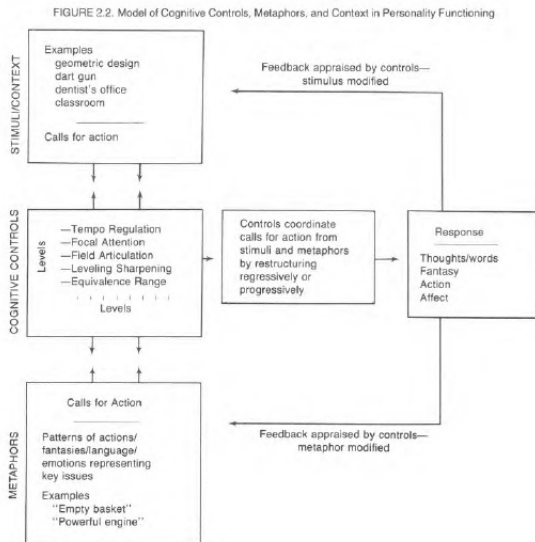 FIGURE 2.2. Model of Cognitive Controls, Metaphors, and Context in Personality Functioning
STIMULI/CONTEXT
Examples
geometric design
dart gun
dentist's office
classroom
Calls for action
Feedback appraised by controls—
stimulus modified
COGNITIVE CONTROLS
Levels
—Tempo Regulation
—Focal Attention
—Field Articulation
—Leveling Sharpening
—Equivalence Range
Levels
Controls coordinate
calls for action from
stimuli and metaphors
by restructuring
regressively or
progressively
Response
Thoughts/words
Fantasy
Action
Affect
METAPHORS
Calls for Action
Patterns of actions/
fantasies/language/
emotions representing
key issues
Examples
"Empty basket"
"Powerful engine"
Feedback appraised by controls—
metaphor modified